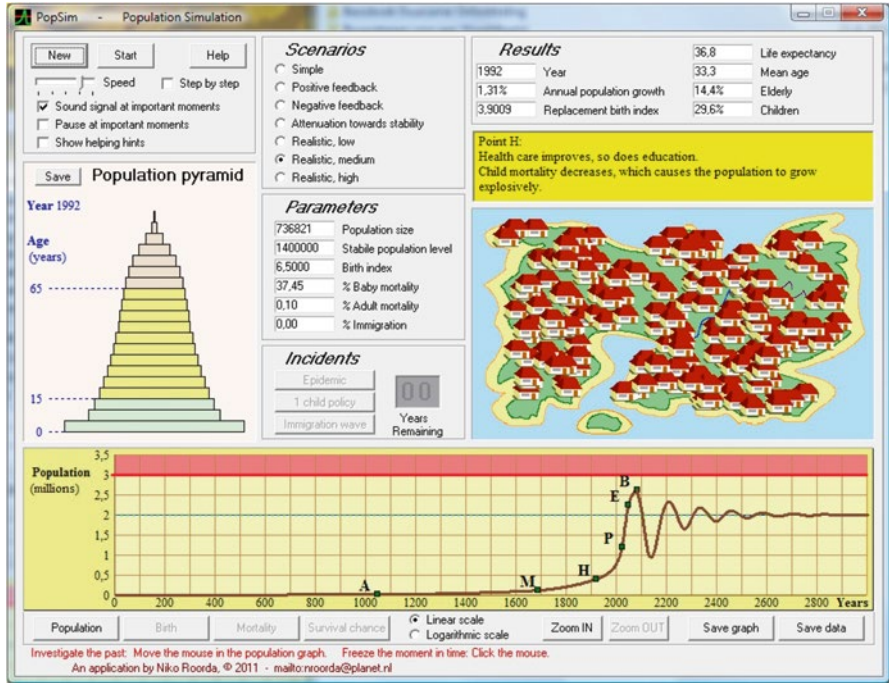 PopSim - Population Simulation
New Start Help
Speed Step by step
Sound signal at important moments
Pause at important moments
Show helping hints
Save Population pyramid
Year 1992
Age
(years)
65
15
0
Scenarios
Simple
Positive feedback
Negative feedback
Attenuation towards stability
Realistic, low
Realistic, medium
Realistic, high
Parameters
736821 Population size
1400000 Stabile population level
6,5000 Birth index
37,45 % Baby mortality
0,10 % Adult mortality
0,00 % Immigration
Incidents
Epidemic
1 child policy
Immigration wave
00
Years
Remaining
Results
1992 Year
1,31% Annual population growth
3,9009 Replacement birth index
36,8 Life expectancy
33,3 Mean age
14,4% Elderly
29,6% Children
Point H:
Health care improves, so does education.
Child mortality decreases, which causes the population to grow
explosively.
Population
(millions)
3,5
3
2,5
2
1,5
1
0,5
0
A M H P E B
0 200 400 600 800 1000 1200 1400 1600 1800 2000 2200 2400 2600 2800 Years
Population Birth Mortality Survival chance
Linear scale
Logarithmic scale
Zoom IN Zoom OUT Save graph Save data
Investigate the past: Move the mouse in the population graph. Freeze the moment in time: Click the mouse.
An application by Niko Roorda, © 2011 - mailto:nroorda@planet.nl